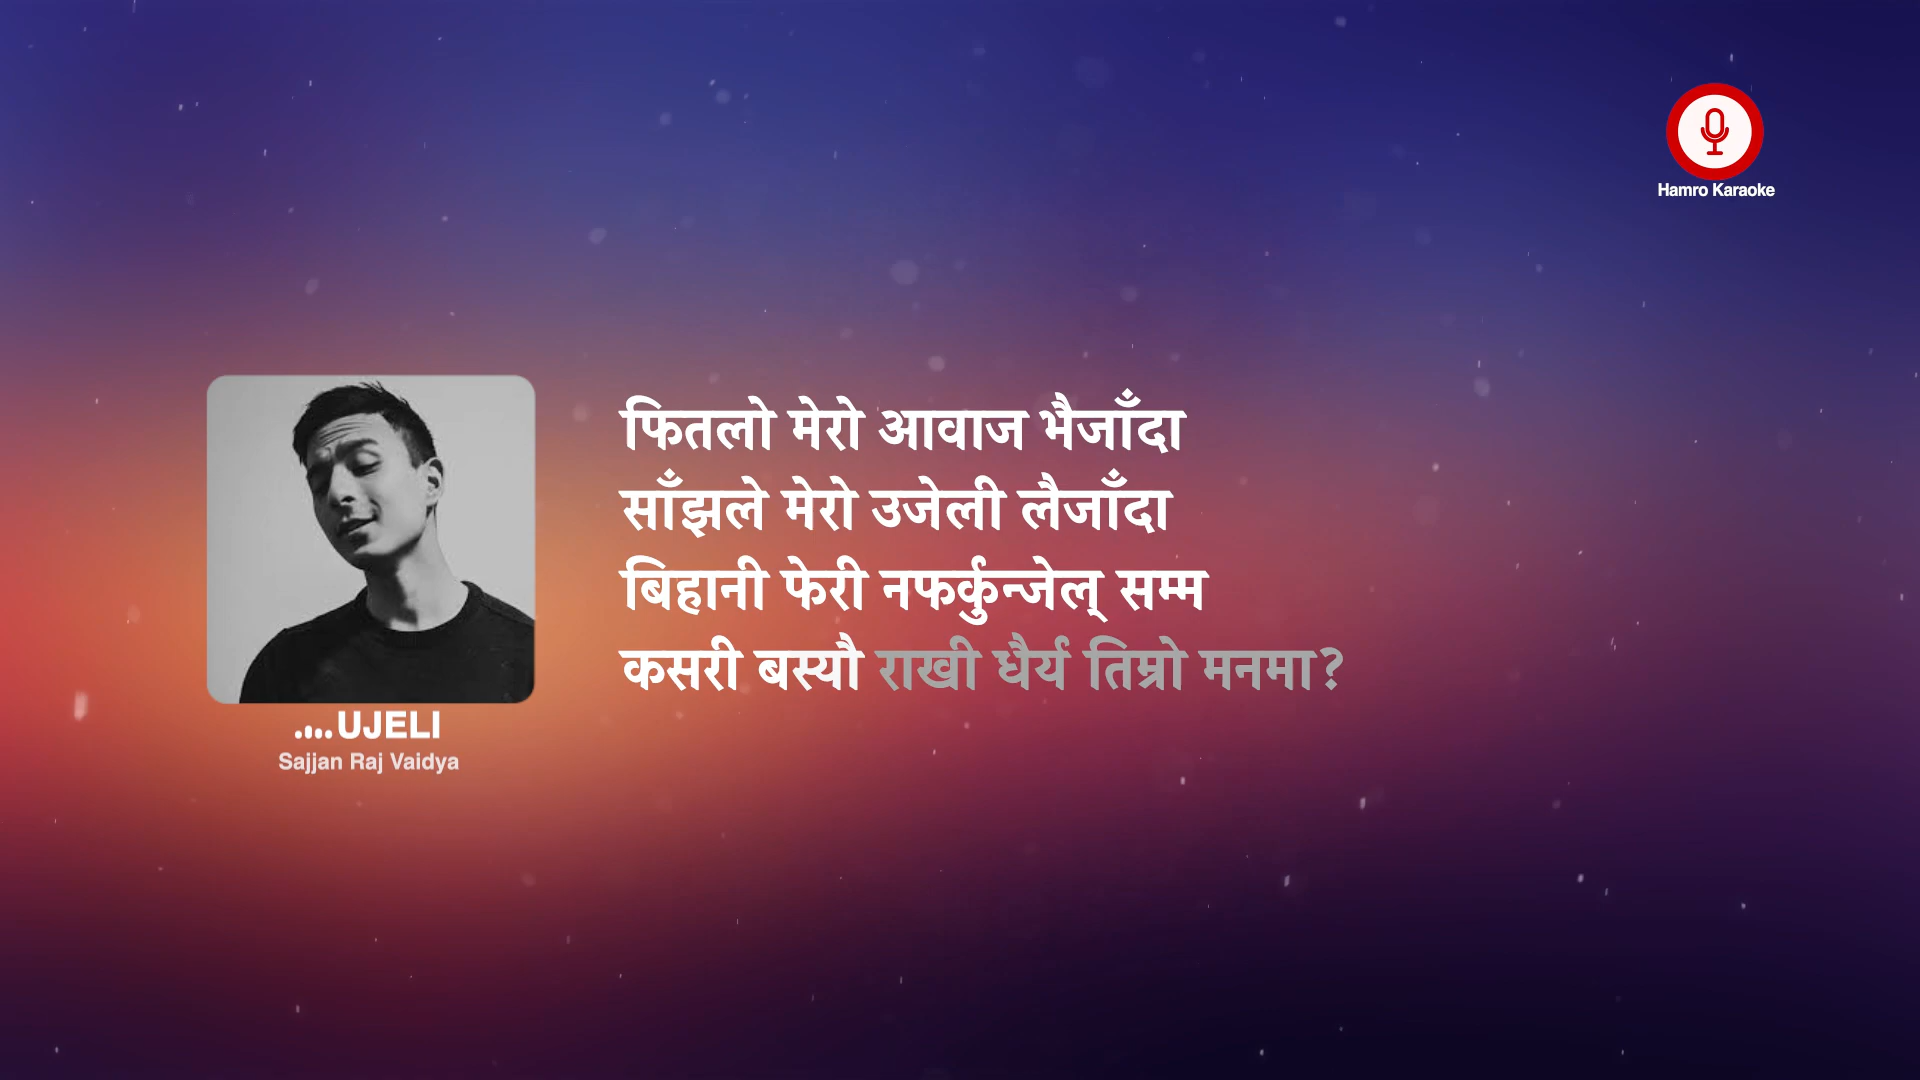 Hamro Karaoke
फितलो मेरो आवाज भैजाँदा
साँझले मेरो उजेली लैजाँदा
बिहानी फेरी नफर्कुन्जेल् सम्म
कसरी बस्यौ राखी धैर्य तिम्रो मनमा?
....UJELI
Sajjan Raj Vaidya